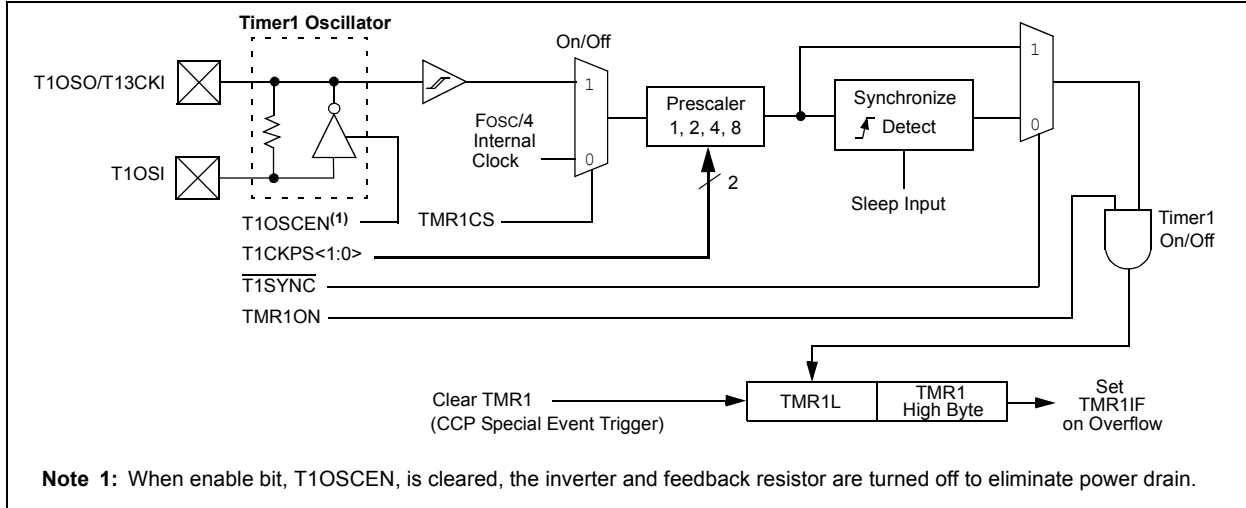 Timer1 Oscillator
T1OSO/T13CKI
T1OSI
On/Off
1
0
FOSC/4
Internal
Clock
Prescaler
1, 2, 4, 8
2
Synchronize
Detect
Sleep Input
1
0
T1OSCEN(1)
TMR1CS
T1CKPS<1:0>
T1SYNC
TMR1ON
Timer1
On/Off
Clear TMR1
(CCP Special Event Trigger)
TMR1L
TMR1
High Byte
Set
TMR1IF
on Overflow
Note 1: When enable bit, T1OSCEN, is cleared, the inverter and feedback resistor are turned off to eliminate power drain.